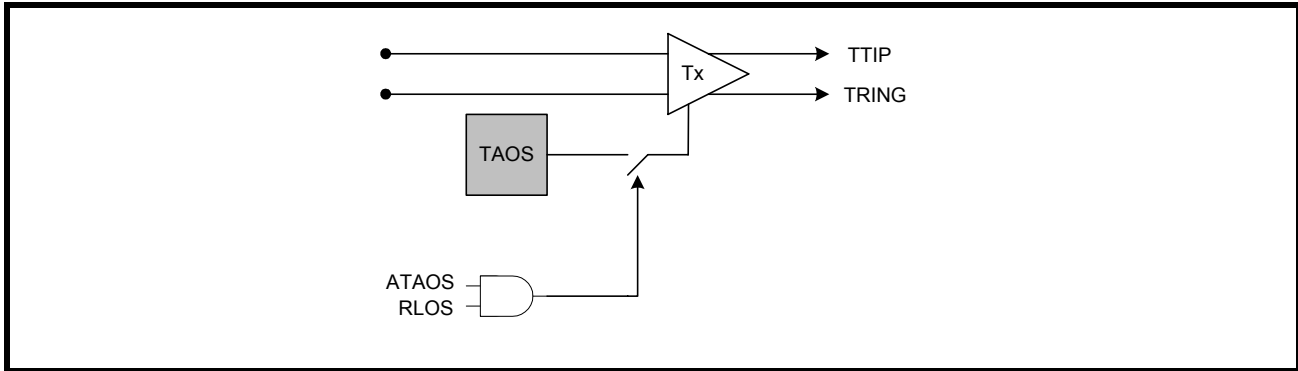 TTIP
Tx
TRING
TAOS
ATAOS
RLOS